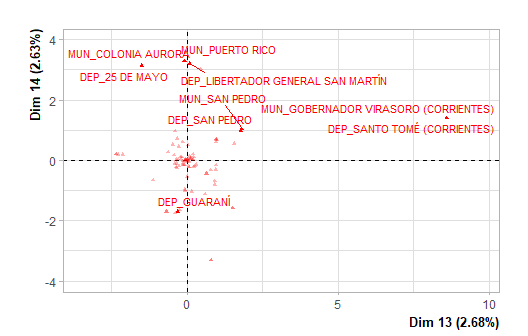 4
2
0
-2
-4
Dim 14 (2.63%)
MUN_COLONIA AURORA
MUN_PUERTO RICO
DEP_25 DE MAYO
DEP_LIBERTADOR GENERAL SAN MARTÍN
MUN_SAN PEDRO
MUN_GOBERNADOR VIRASORO (CORRIENTES)
DEP_SAN PEDRO
DEP_SANTO TOMÉ (CORRIENTES)
DEP_GUARANÍ
0
5
10
Dim 13 (2.68%)